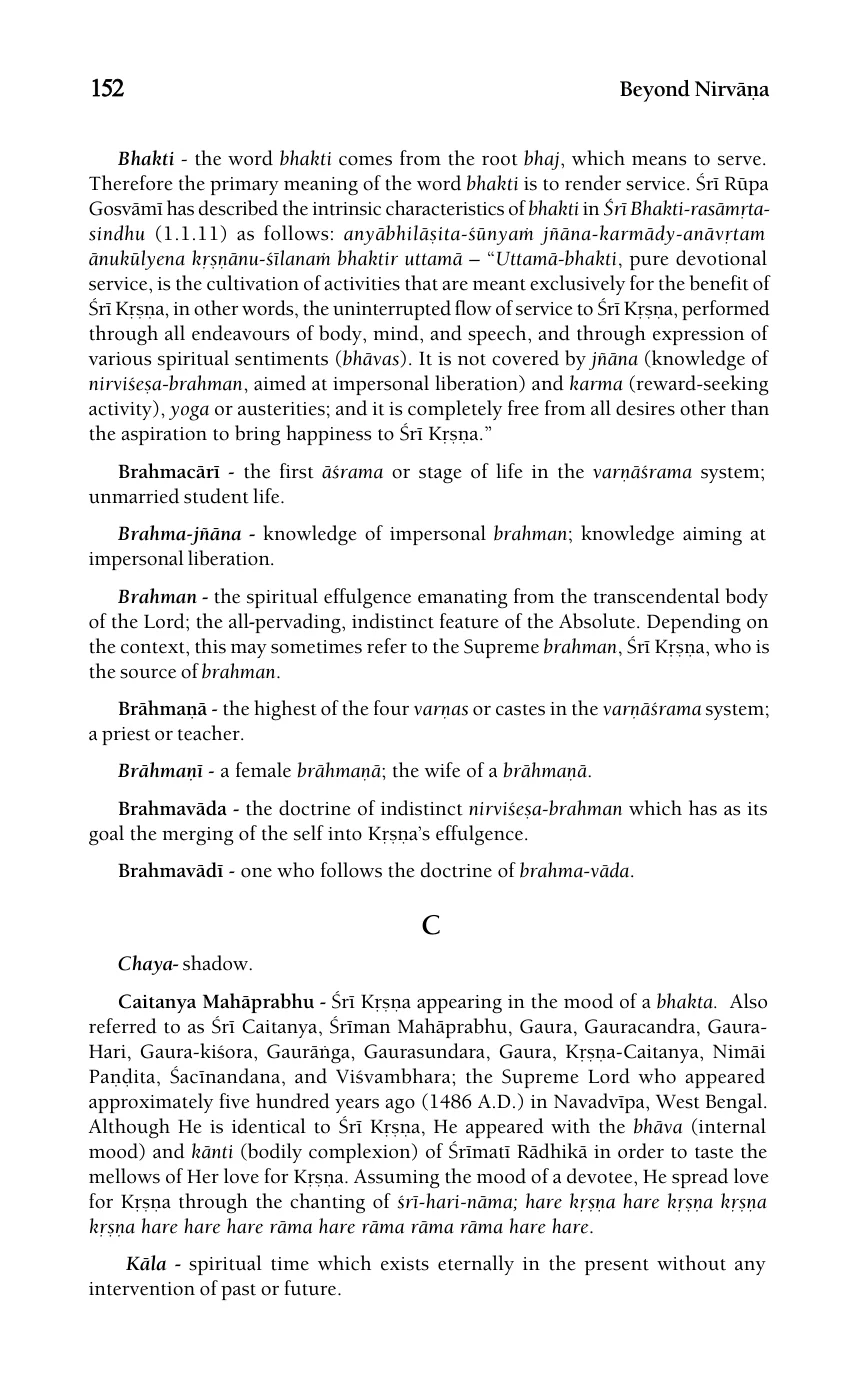 152 Beyond Nirvāṇa
Bhakti - the word bhakti comes from the root bhaj, which means to serve.
Therefore the primary meaning of the word bhakti is to render service. Śrī Rūpa
Gosvāmī has described the intrinsic characteristics of bhakti in Śrī Bhakti-rasāmṛta-
sindhu (1.1.11) as follows: anyābhilāṣita-śūnyaṁ jñāna-karmādy-anāvṛtam
ānukūlyena kṛṣṇānu-śīlanaṁ bhaktir uttamā – “Uttamā-bhakti, pure devotional
service, is the cultivation of activities that are meant exclusively for the benefit of
Śrī Kṛṣṇa, in other words, the uninterrupted flow of service to Śrī Kṛṣṇa, performed
through all endeavours of body, mind, and speech, and through expression of
various spiritual sentiments (bhāvas). It is not covered by jñāna (knowledge of
nirviśeṣa-brahman, aimed at impersonal liberation) and karma (reward-seeking
activity), yoga or austerities; and it is completely free from all desires other than
the aspiration to bring happiness to Śrī Kṛṣṇa.”
Brahmacārī - the first āśrama or stage of life in the varṇāśrama system;
unmarried student life.
Brahma-jñāna - knowledge of impersonal brahman; knowledge aiming at
impersonal liberation.
Brahman - the spiritual effulgence emanating from the transcendental body
of the Lord; the all-pervading, indistinct feature of the Absolute. Depending on
the context, this may sometimes refer to the Supreme brahman, Śrī Kṛṣṇa, who is
the source of brahman.
Brāhmaṇā - the highest of the four varṇas or castes in the varṇāśrama system;
a priest or teacher.
Brāhmaṇī - a female brāhmaṇā; the wife of a brāhmaṇā.
Brahmavāda - the doctrine of indistinct nirviśeṣa-brahman which has as its
goal the merging of the self into Kṛṣṇa’s effulgence.
Brahmavādī - one who follows the doctrine of brahma-vāda.
C
Chaya- shadow.
Caitanya Mahāprabhu - Śrī Kṛṣṇa appearing in the mood of a bhakta. Also
referred to as Śrī Caitanya, Śrīman Mahāprabhu, Gaura, Gauracandra, Gaura-
Hari, Gaura-kiśora, Gaurāṅga, Gaurasundara, Gaura, Kṛṣṇa-Caitanya, Nimāi
Paṇḍita, Śacīnandana, and Viśvambhara; the Supreme Lord who appeared
approximately five hundred years ago (1486 A.D.) in Navadvīpa, West Bengal.
Although He is identical to Śrī Kṛṣṇa, He appeared with the bhāva (internal
mood) and kānti (bodily complexion) of Śrīmatī Rādhikā in order to taste the
mellows of Her love for Kṛṣṇa. Assuming the mood of a devotee, He spread love
for Kṛṣṇa through the chanting of śrī-hari-nāma; hare kṛṣṇa hare kṛṣṇa kṛṣṇa
kṛṣṇa hare hare hare rāma hare rāma rāma rāma hare hare.
Kāla - spiritual time which exists eternally in the present without any
intervention of past or future.